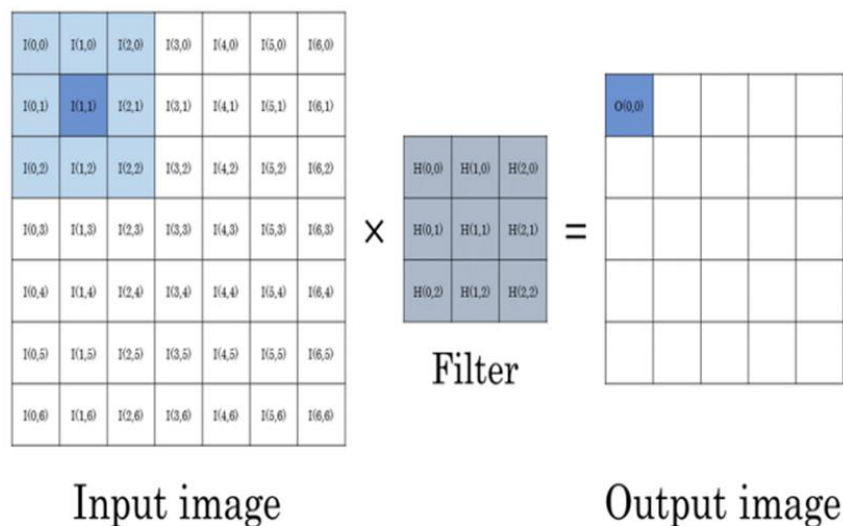 I(0,0) I(1,0) I(2,0) I(3,0) I(4,0) I(5,0) I(6,0)
I(0,1) I(1,1) I(2,1) I(3,1) I(4,1) I(5,1) I(6,1)
O(0,0)
I(0,2) I(1,2) I(2,2) I(3,2) I(4,2) I(5,2) I(6,2)
H(0,0) H(1,0) H(2,0)
I(0,3) I(1,3) I(2,3) I(3,3) I(4,3) I(5,3) I(6,3)
×
H(0,1) H(1,1) H(2,1)
=
I(0,4) I(1,4) I(2,4) I(3,4) I(4,4) I(5,4) I(6,4)
H(0,2) H(1,2) H(2,2)
I(0,5) I(1,5) I(2,5) I(3,5) I(4,5) I(5,5) I(6,5)
Filter
I(0,6) I(1,6) I(2,6) I(3,6) I(4,6) I(5,6) I(6,6)
Input image
Output image